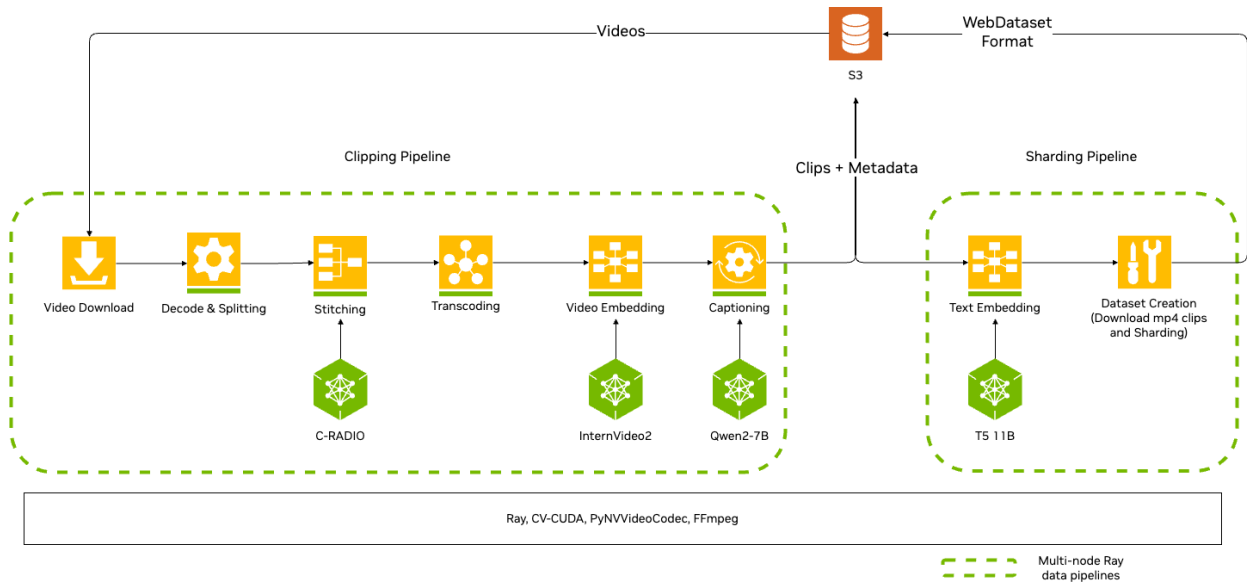 Videos
WebDataset
Format
S3
Clipping Pipeline
Clips + Metadata
Sharding Pipeline
Video Download
Decode & Splitting
Stitching
Transcoding
Video Embedding
Captioning
Text Embedding
Dataset Creation
(Download mp4 clips
and Sharding)
C-RADIO
InternVideo2
Qwen2-7B
T5 11B
Ray, CV-CUDA, PyNVVideoCodec, FFmpeg
Multi-node Ray
data pipelines